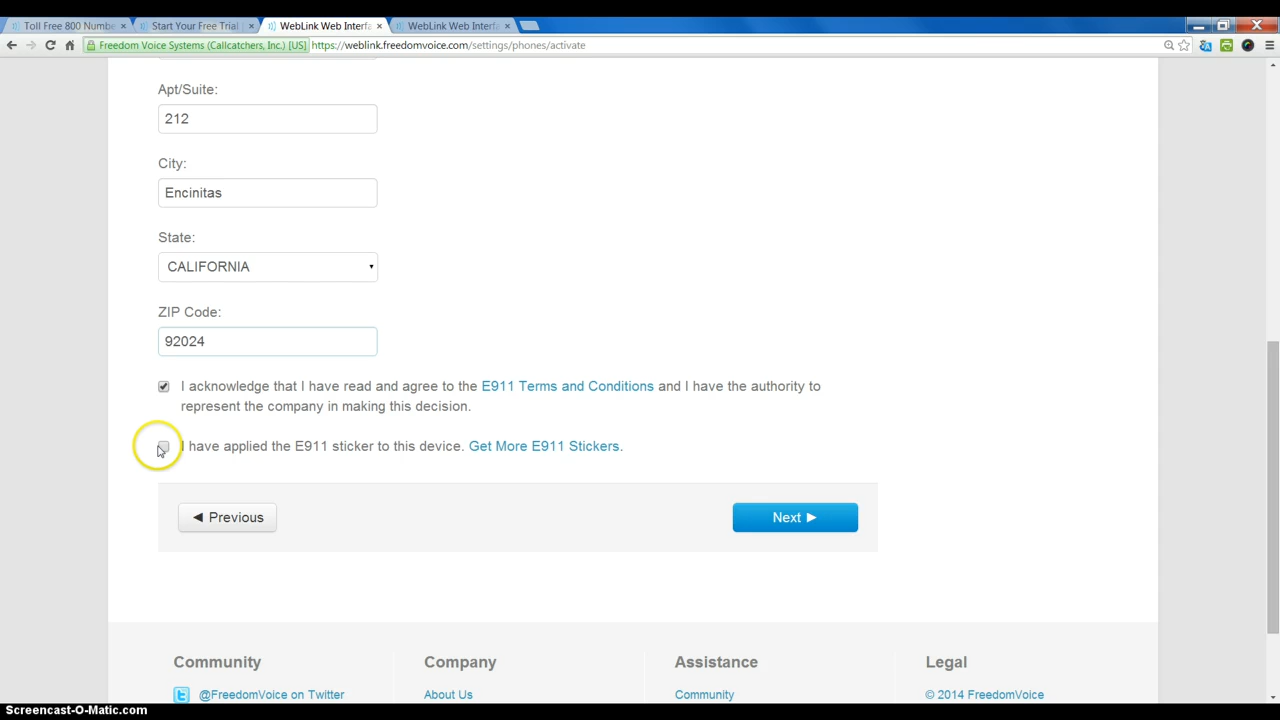 Toll Free 800 Numbe
Start Your Free Trial
WebLink Web Interfa
WebLink Web Interfa
Freedom Voice Systems (Callcatchers, Inc.) [US]
https://weblink.freedomvoice.com/settings/phones/activate
Apt/Suite:
212
City:
Encinitas
State:
CALIFORNIA
ZIP Code:
92024
I acknowledge that I have read and agree to the E911 Terms and Conditions and I have the authority to
represent the company in making this decision.
I have applied the E911 sticker to this device. Get More E911 Stickers.
◄ Previous
Next ►
Community
Company
Assistance
Legal
@FreedomVoice on Twitter
About Us
Community
© 2014 FreedomVoice
Screencast-O-Matic.com